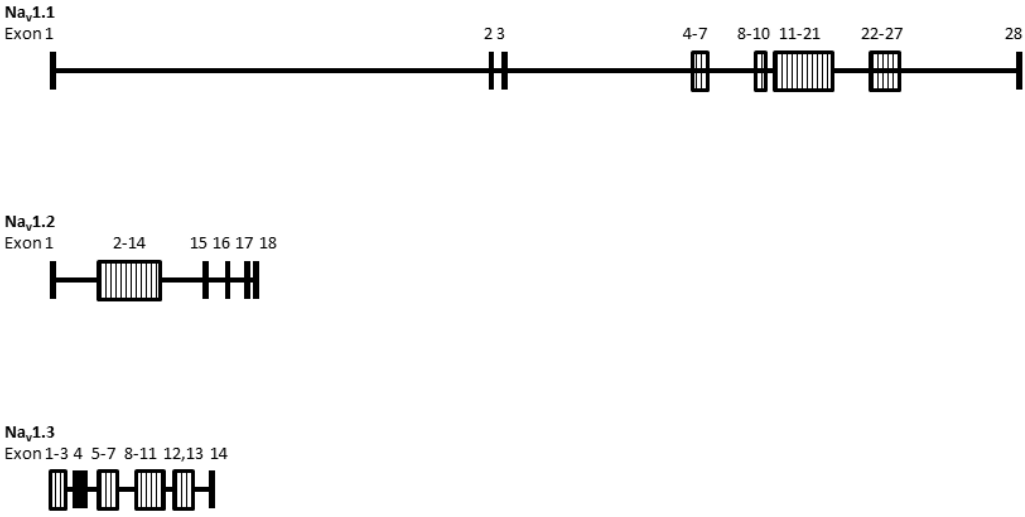 Nav1.1
Exon 1 2 3 4-7 8-10 11-21 22-27 28
Nav1.2
Exon 1 2-14 15 16 17 18
Nav1.3
Exon 1-3 4 5-7 8-11 12,13 14